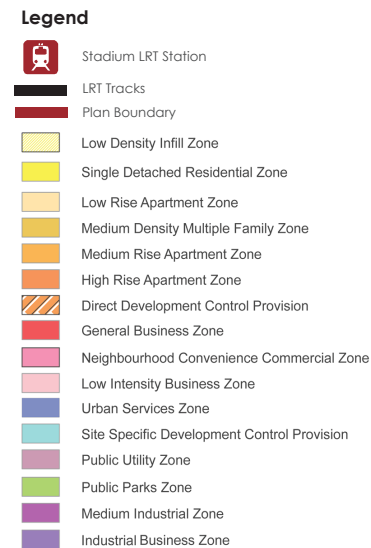 Legend
Stadium LRT Station
LRT Tracks
Plan Boundary
Low Density Infill Zone
Single Detached Residential Zone
Low Rise Apartment Zone
Medium Density Multiple Family Zone
Medium Rise Apartment Zone
High Rise Apartment Zone
Direct Development Control Provision
General Business Zone
Neighbourhood Convenience Commercial Zone
Low Intensity Business Zone
Urban Services Zone
Site Specific Development Control Provision
Public Utility Zone
Public Parks Zone
Medium Industrial Zone
Industrial Business Zone